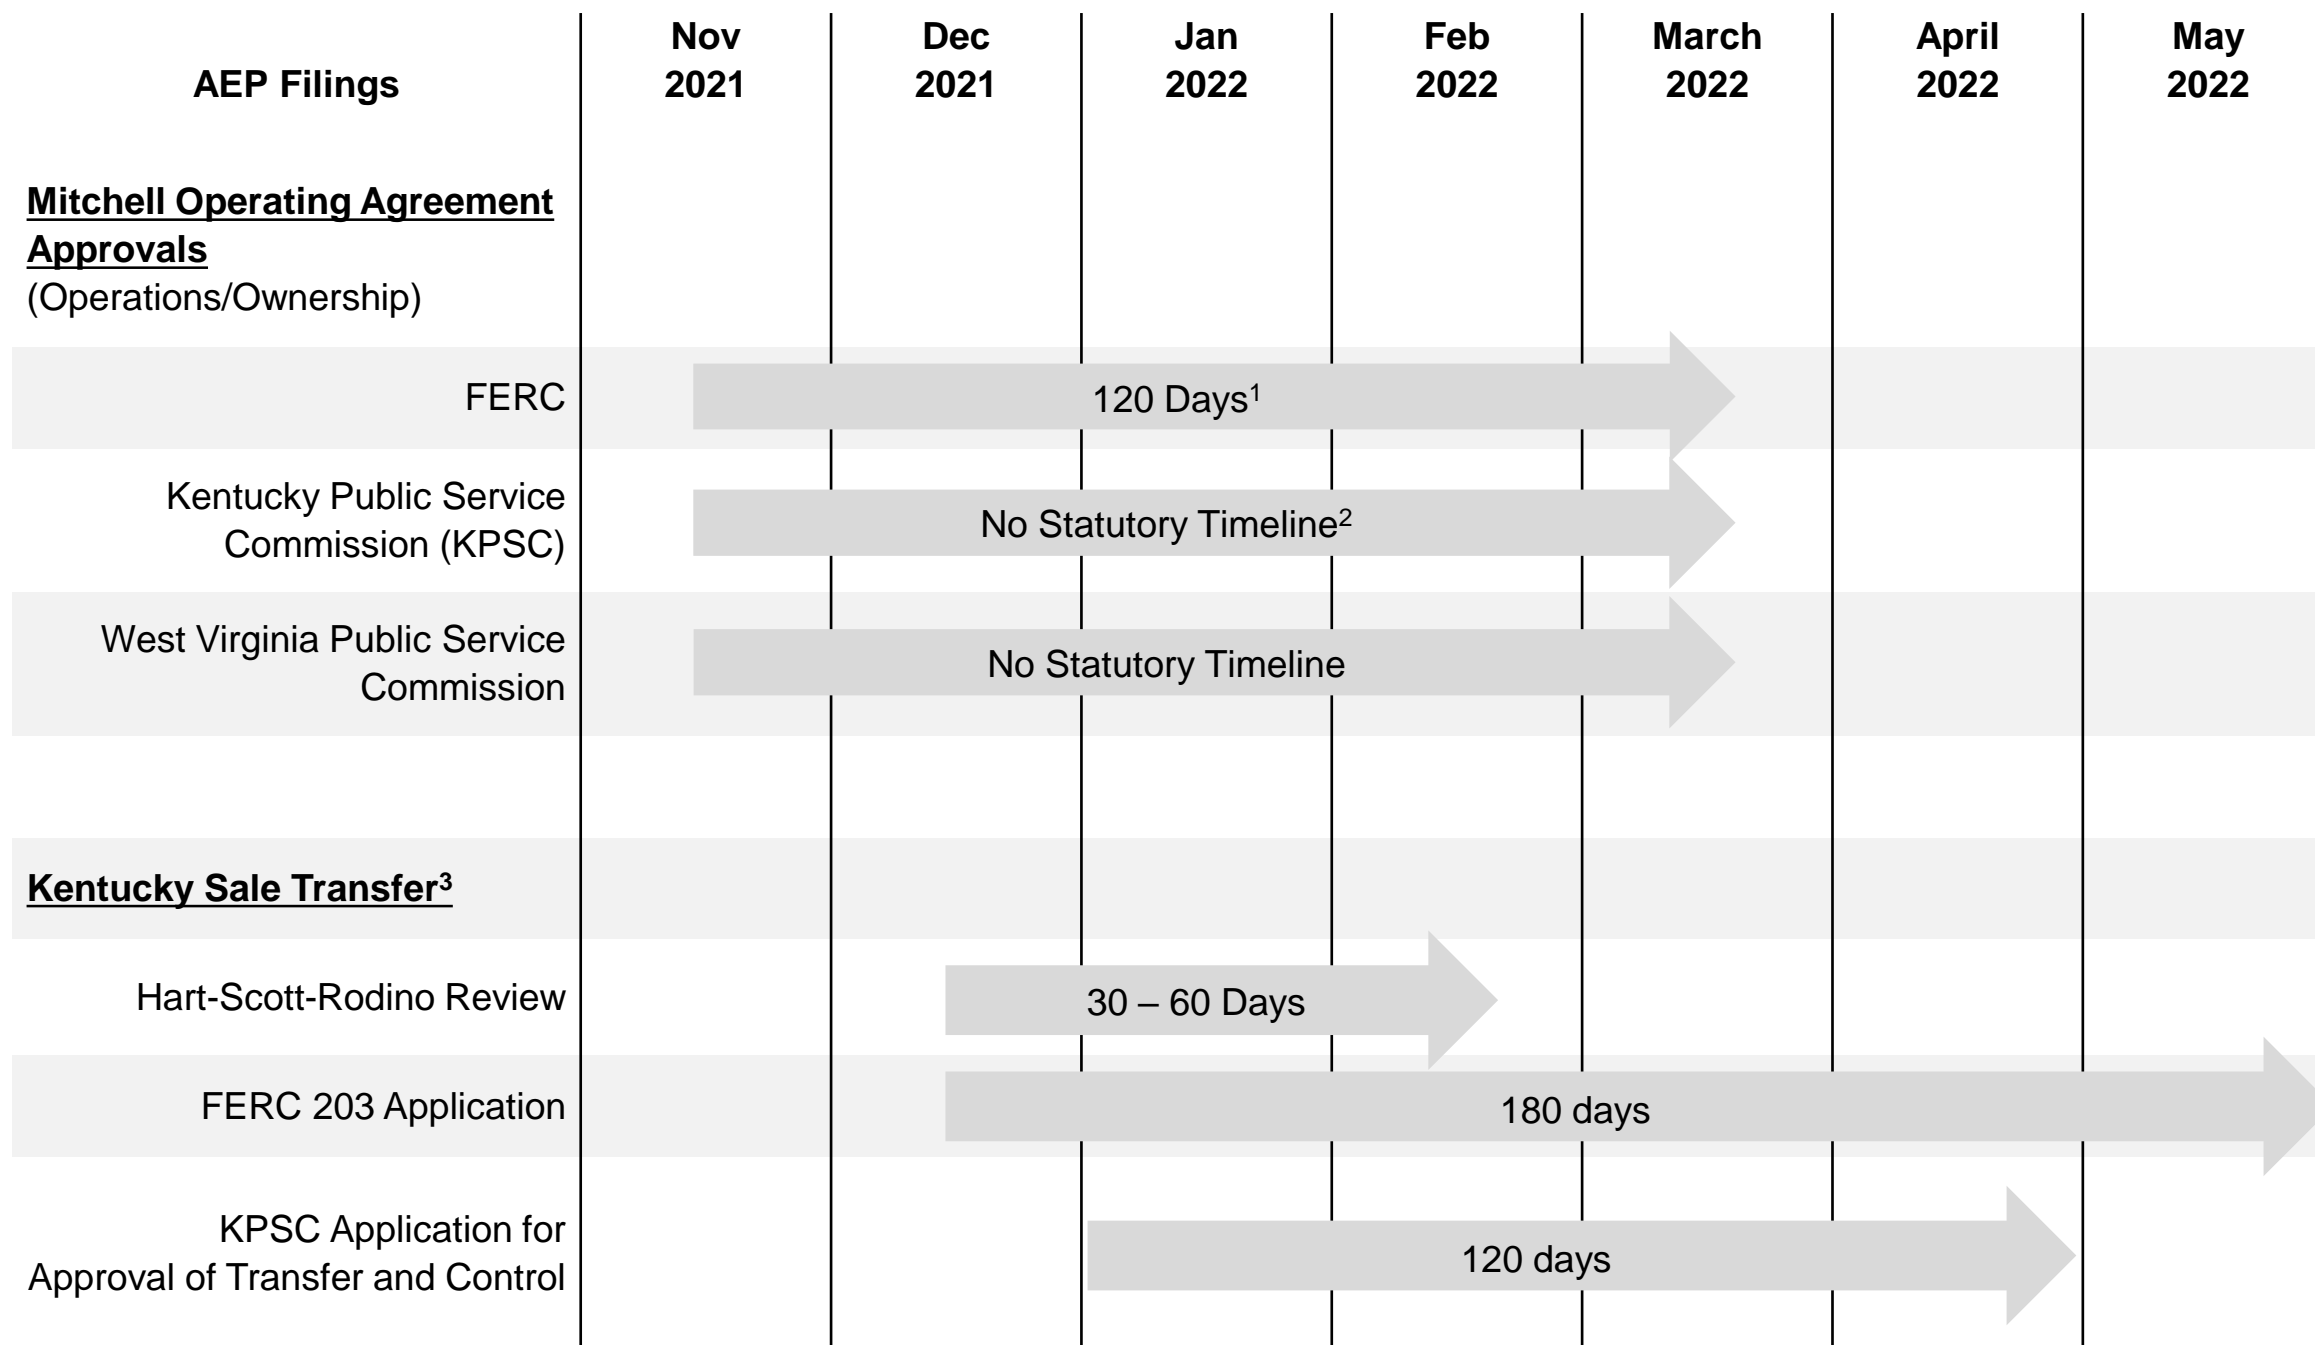 AEP Filings
Nov
2021
Dec
2021
Jan
2022
Feb
2022
March
2022
April
2022
May
2022
Mitchell Operating Agreement
Approvals
(Operations/Ownership)
FERC
120 Days¹
Kentucky Public Service
Commission (KPSC)
No Statutory Timeline²
West Virginia Public Service
Commission
No Statutory Timeline
Kentucky Sale Transfer³
Hart-Scott-Rodino Review
30 – 60 Days
FERC 203 Application
180 days
KPSC Application for
Approval of Transfer and Control
120 days